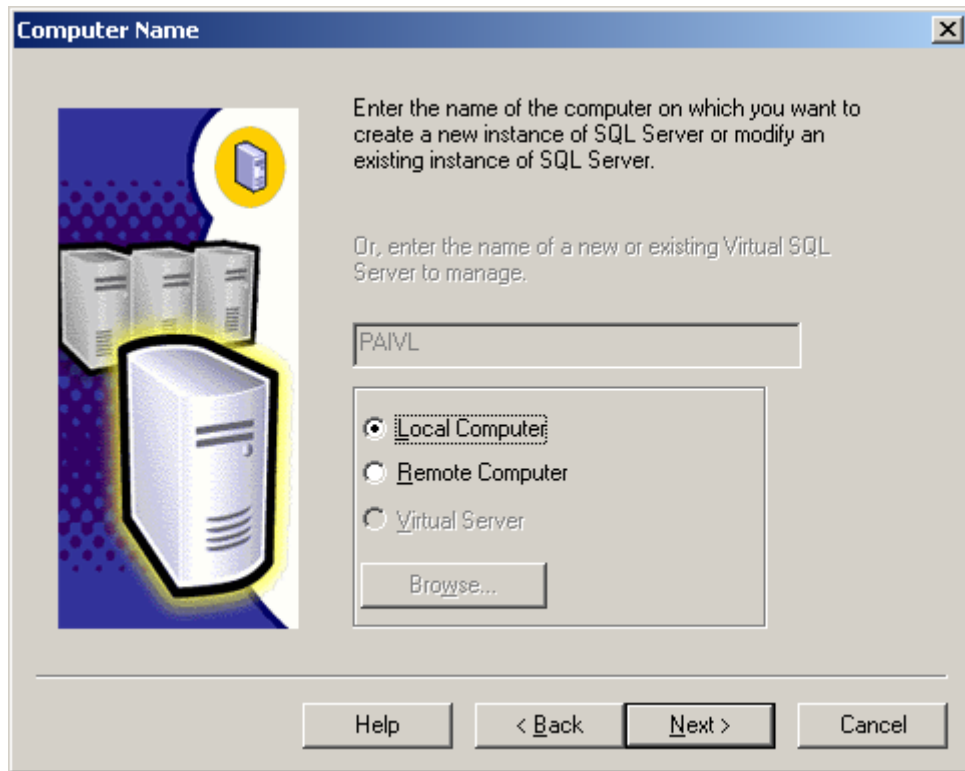 Computer Name
Enter the name of the computer on which you want to
create a new instance of SQL Server or modify an
existing instance of SQL Server.
Or, enter the name of a new or existing Virtual SQL
Server to manage.
PAIVL
Local Computer
Remote Computer
Virtual Server
Browse...
Help
< Back
Next >
Cancel